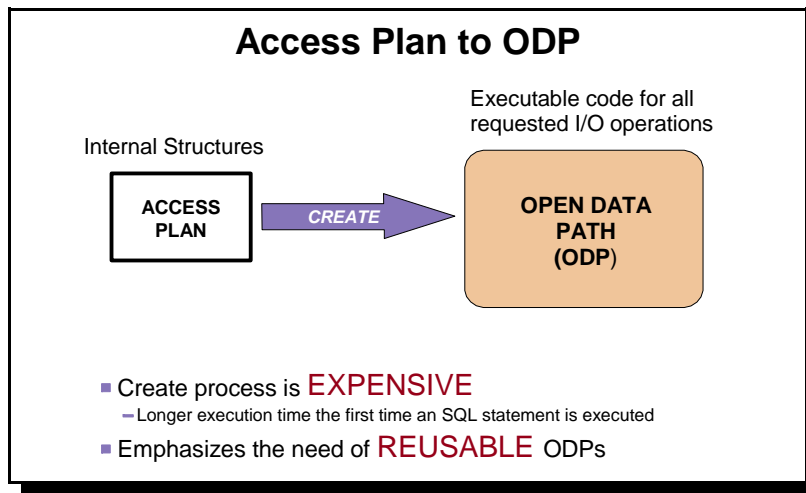 Access Plan to ODP
Executable code for all
requested I/O operations
Internal Structures
ACCESS
PLAN
CREATE
OPEN DATA
PATH
(ODP)
Create process is EXPENSIVE
Longer execution time the first time an SQL statement is executed
Emphasizes the need of REUSABLE ODPs